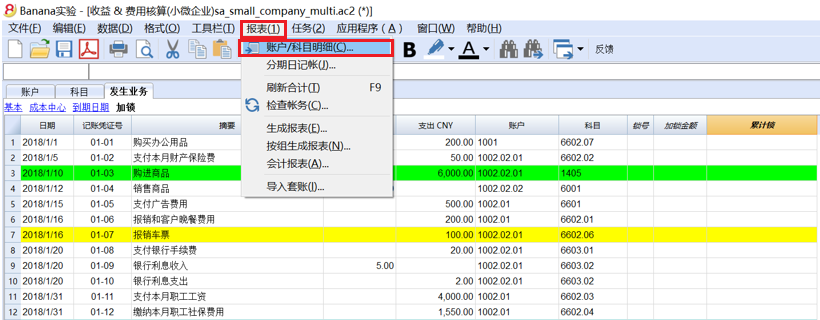 Banana实验 - [收益 & 费用核算(小微企业)sa_small_company_multi.ac2 (*)]
文件(F) 编辑(E) 数据(D) 格式(O) 工具栏(T) 报表(1) 任务(2) 应用程序(A) 窗口(W) 帮助(H)
账户/科目明细(C)...
分期日记帐(J)...
刷新合计(T) F9
检查帐务(C)...
生成报表(E)...
按组生成报表(N)...
会计报表(A)...
导入套账(I)...
B A 反馈
账户 科目 发生业务
基本 成本中心 到期日期 加锁
日期 记账凭证号 摘要 支出 CNY 账户 科目 锁号 加锁金额 累计锁
1 2018/1/1 01-01 购买办公用品 200.00 1001 6602.07
2 2018/1/5 01-02 支付本月财产保险费 50.00 1002.02.01 6602.02
3 2018/1/10 01-03 购进商品 6,000.00 1002.02.01 1405
4 2018/1/12 01-04 销售商品 1002.02.02 6001
5 2018/1/15 01-05 支付广告费用 500.00 1002.01 6001
6 2018/1/16 01-06 报销和客户晚餐费用 200.00 1002.01 6602.01
7 2018/1/16 01-07 报销车票 100.00 1002.02.01 6602.06
8 2018/1/20 01-08 支付银行手续费 20.00 1002.02.01 6603.01
9 2018/1/20 01-09 银行利息收入 5.00 1002.02.01 6603.02
10 2018/1/20 01-10 银行利息支出 2.00 1002.02.01 6603.02
11 2018/1/31 01-11 支付本月职工工资 4,000.00 1002.01 6602.03
12 2018/1/31 01-12 缴纳本月职工社保费用 1,550.00 1002.01 6602.04